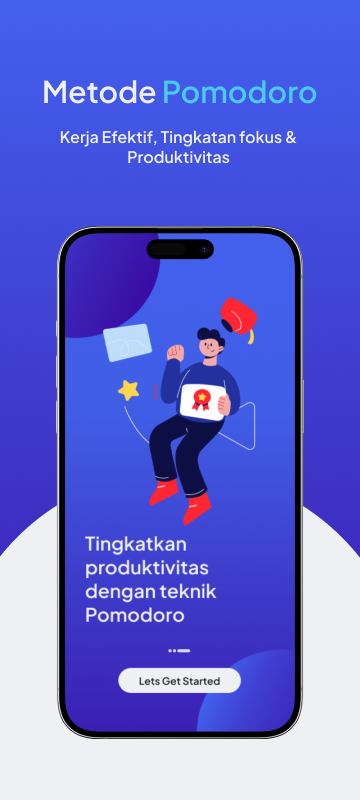 Metode Pomodoro
Kerja Efektif, Tingkatan fokus &
Produktivitas
Tingkatkan
produktivitas
dengan teknik
Pomodoro
Lets Get Started